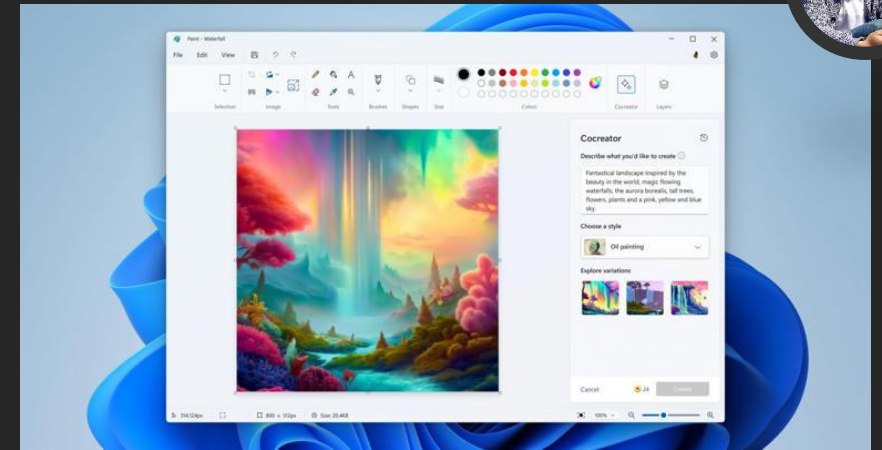 Paint - Waterfall
File Edit View
Selection Image Tools Brushes Shapes Size Colors Cocreator Layers
Cocreator
Describe what you'd like to create
Fantastical landscape inspired by the
beauty in the world, magic flowing
waterfalls, the aurora borealis, tall trees,
flowers, plants and a pink, yellow and blue
sky.
Choose a style
Oil painting
Explore variations
Cancel 24 Create
800 × 512px Size: 20.4KB 100%